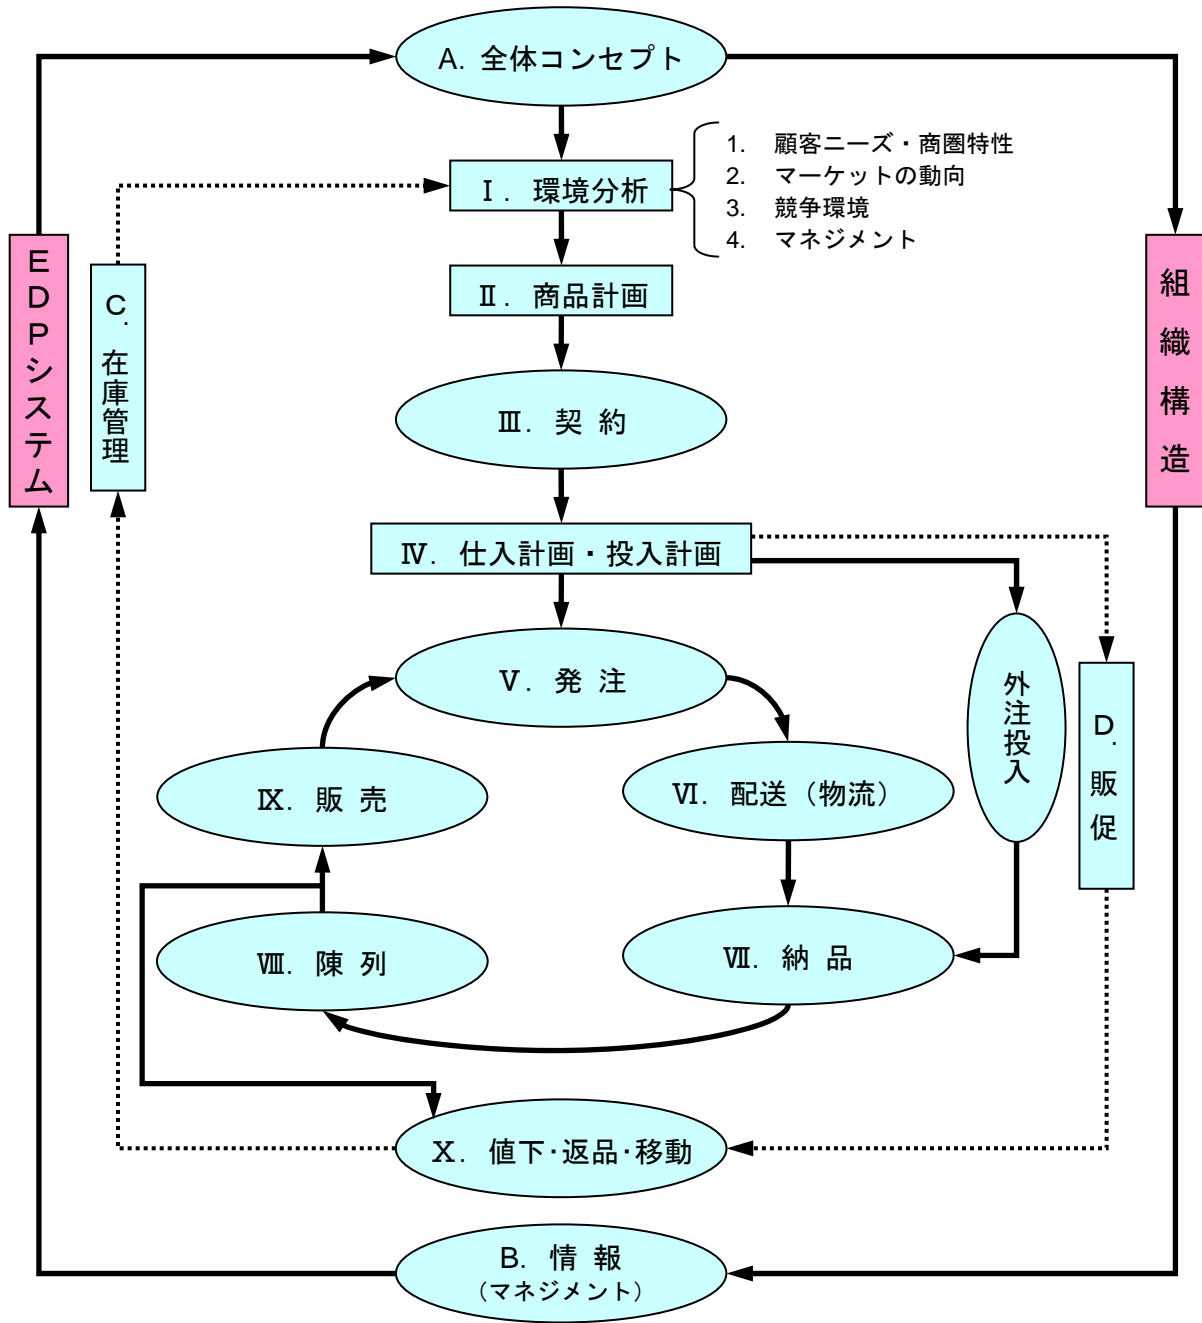 A. 全体コンセプト
1. 顧客ニーズ・商圏特性
2. マーケットの動向
3. 競争環境
4. マネジメント
Ⅰ. 環境分析
EDPシステム
C. 在庫管理
Ⅱ. 商品計画
組織構造
Ⅲ. 契 約
Ⅳ. 仕入計画・投入計画
Ⅴ. 発 注
外注投入
D. 販促
Ⅸ. 販 売
Ⅵ. 配送（物流）
Ⅷ. 陳 列
Ⅶ. 納 品
Ⅹ. 値下・返品・移動
B. 情 報
（マネジメント）